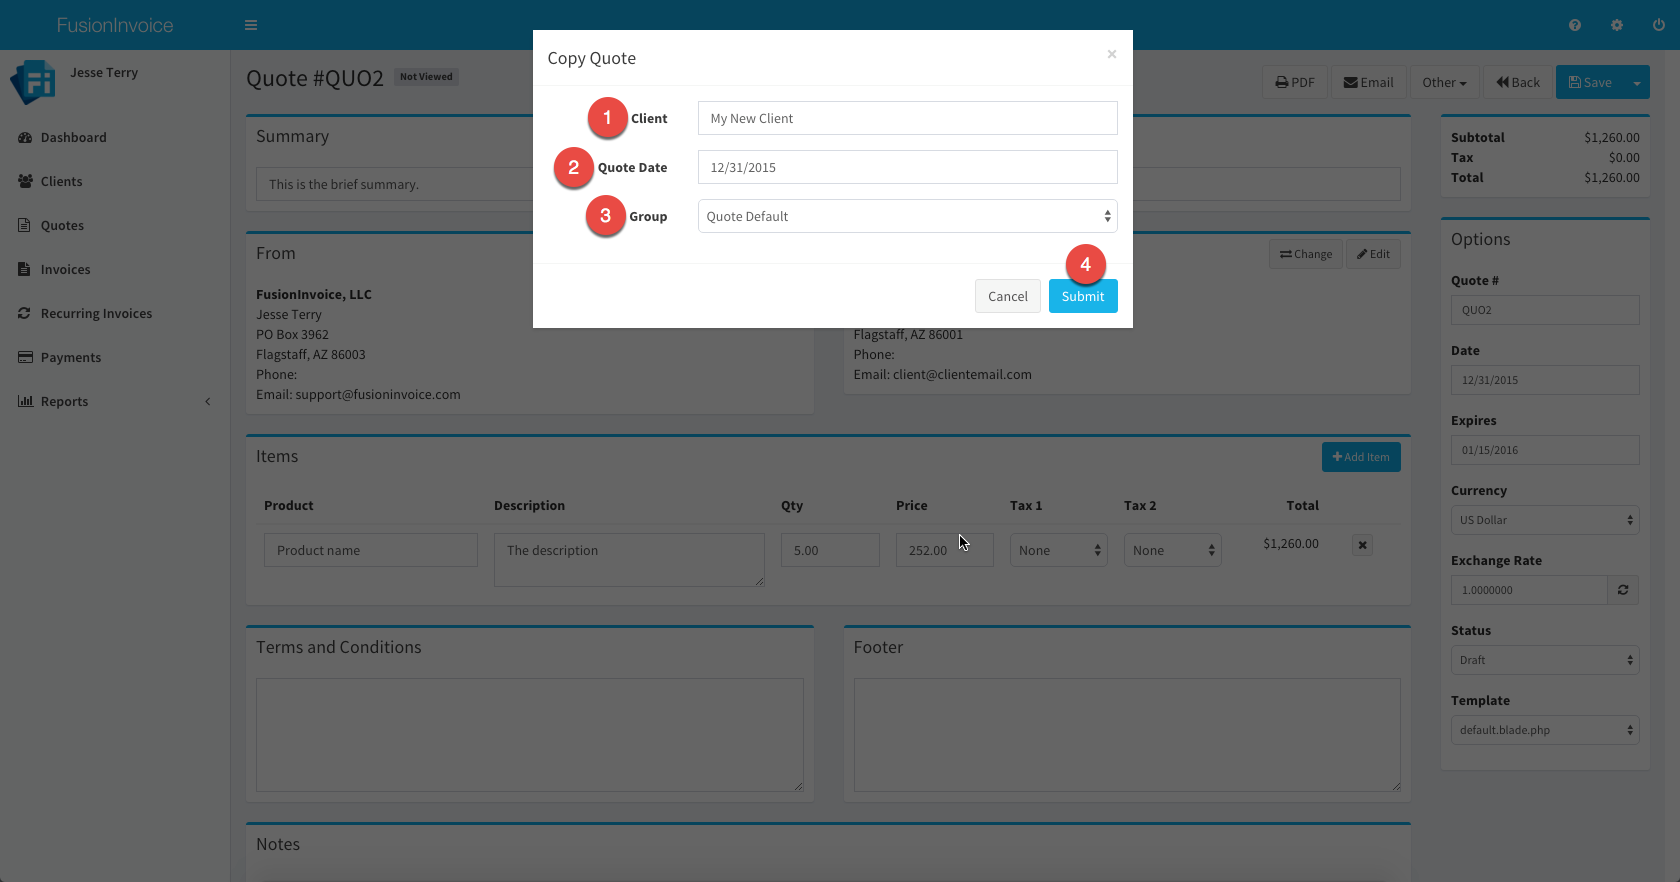 FusionInvoice
Jesse Terry
Dashboard
Clients
Quotes
Invoices
Recurring Invoices
Payments
Reports
Quote #QUO2 Not Viewed
PDF Email Other Back Save
Copy Quote ×
1 Client My New Client
2 Quote Date 12/31/2015
3 Group Quote Default
4
Cancel Submit
Summary
This is the brief summary.
From
FusionInvoice, LLC
Jesse Terry
PO Box 3962
Flagstaff, AZ 86003
Phone:
Email: support@fusioninvoice.com
Change Edit
Flagstaff, AZ 86001
Phone:
Email: client@clientemail.com
Items
Add Item
Product Description Qty Price Tax 1 Tax 2 Total
Product name The description 5.00 252.00 None None $1,260.00
Terms and Conditions
Footer
Notes
Subtotal $1,260.00
Tax $0.00
Total $1,260.00
Options
Quote #
QUO2
Date
12/31/2015
Expires
01/15/2016
Currency
US Dollar
Exchange Rate
1.0000000
Status
Draft
Template
default.blade.php